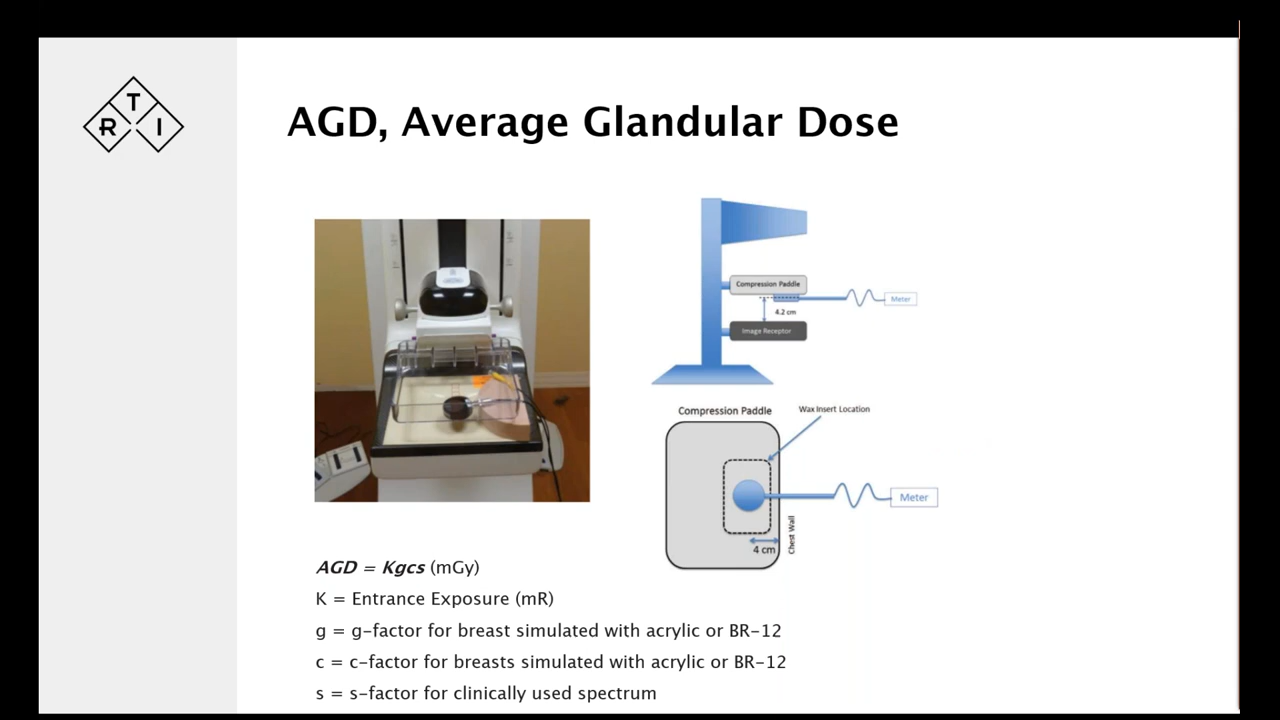 RTI
AGD, Average Glandular Dose
Compression Paddle
Meter
4.2 cm
Image Receptor
Compression Paddle
Wax Insert Location
Meter
Chest Wall
4 cm
AGD = Kgcs (mGy)
K = Entrance Exposure (mR)
g = g-factor for breast simulated with acrylic or BR-12
c = c-factor for breasts simulated with acrylic or BR-12
s = s-factor for clinically used spectrum